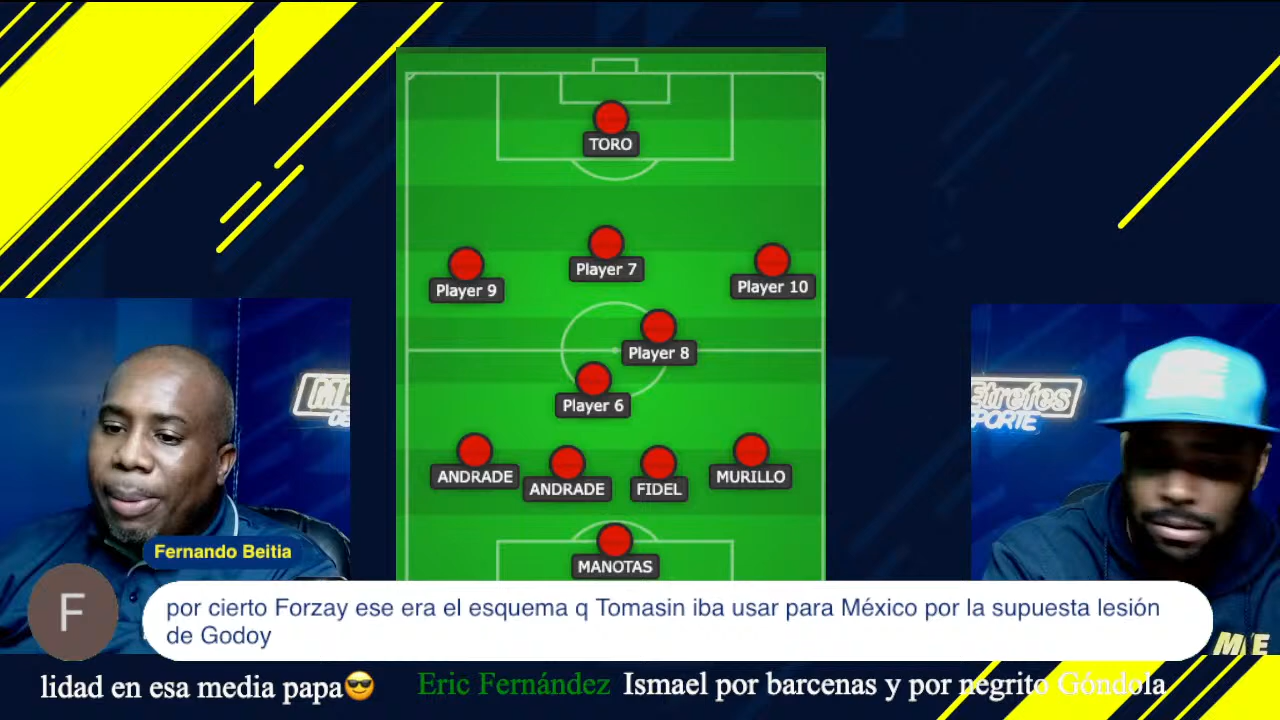 TORO
Player 7
Player 9
Player 10
Player 8
Player 6
ANDRADE
ANDRADE
FIDEL
MURILLO
MANOTAS
Etrefes
PORTE
Fernando Beitia
F
por cierto Forzay ese era el esquema q Tomasin iba usar para México por la supuesta lesión
de Godoy
lidad en esa media papa😎 Eric Fernández Ismael por barcenas y por negrito Góndola